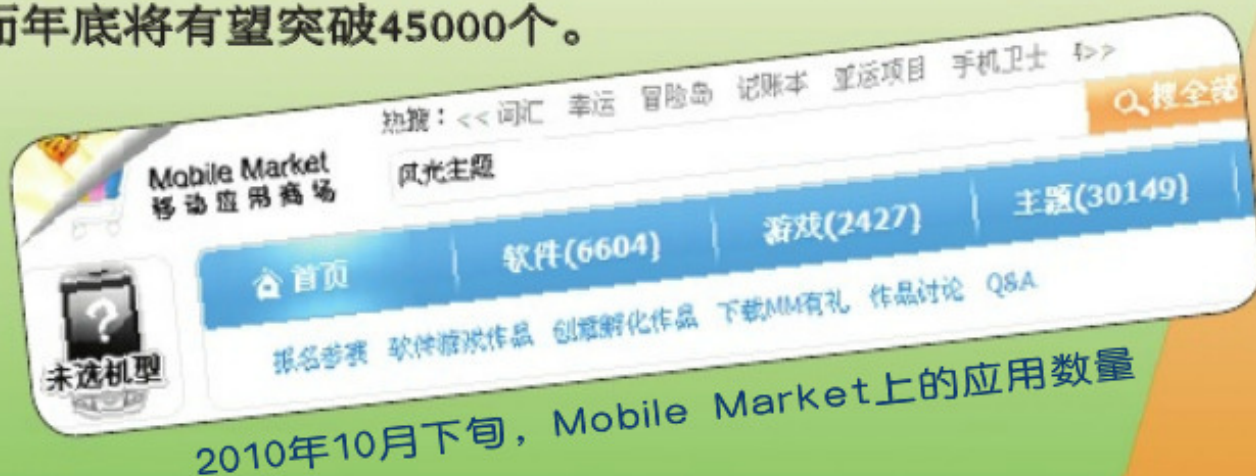 而年底将有望突破45000个。
热搜：<< 词汇 幸运 冒险岛 记账本 亚运项目 手机卫士 >>
Mobile Market
移动应用商场
风光主题
搜全部
首页 软件(6604) 游戏(2427) 主题(30149)
报名参赛 软件游戏作品 创意孵化作品 下载MM有礼 作品讨论 Q&A
?
未选机型
2010年10月下旬，Mobile Market上的应用数量